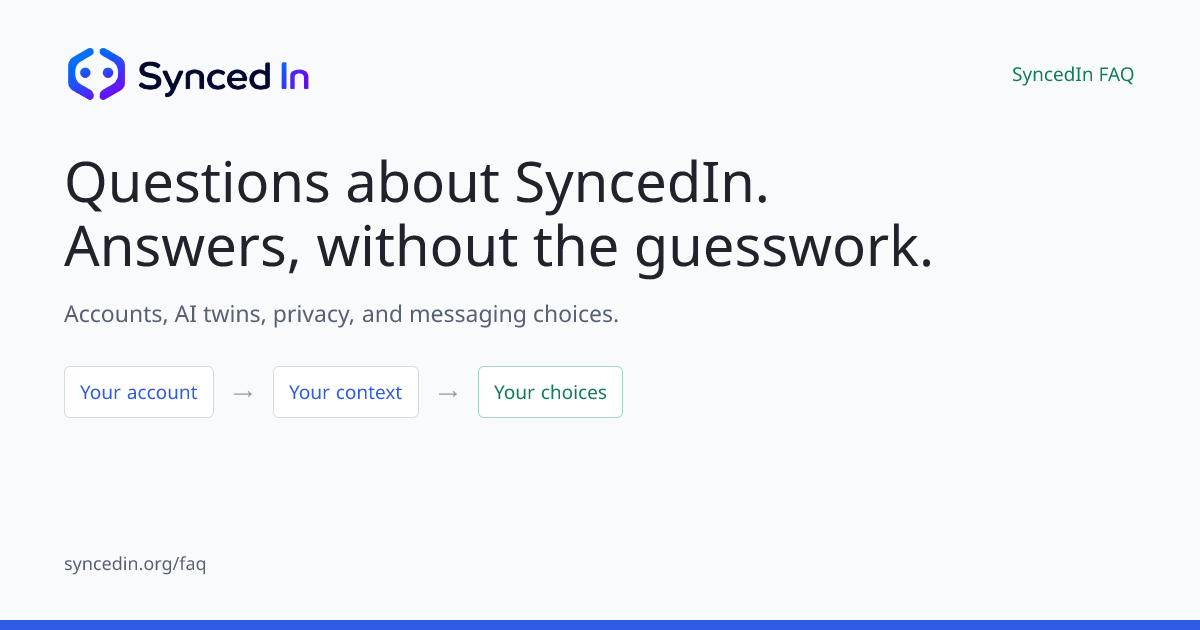 Synced In
SyncedIn FAQ
Questions about SyncedIn.
Answers, without the guesswork.
Accounts, AI twins, privacy, and messaging choices.
Your account → Your context → Your choices
syncedin.org/faq